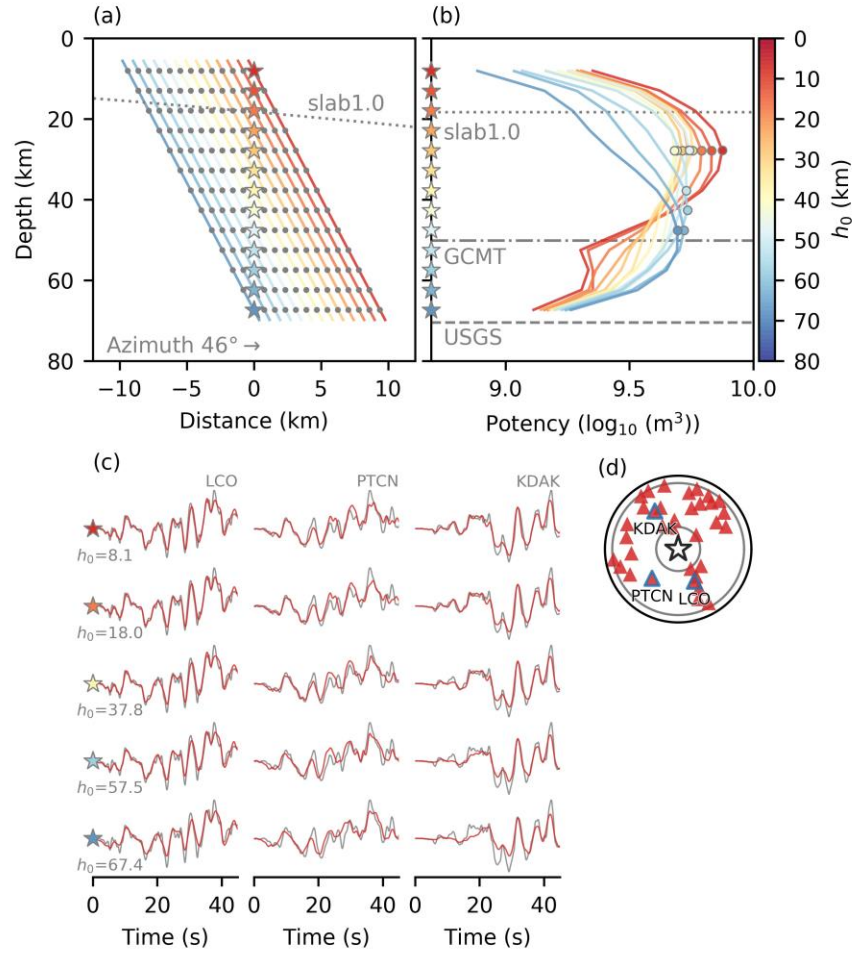 (a)
(b)
0
20
40
60
80
Depth (km)
slab1.0
Azimuth 46° →
−10
−5
0
5
10
Distance (km)
slab1.0
GCMT
USGS
9.0
9.5
10.0
Potency (log₁₀ (m³))
0
10
20
30
40
50
60
70
80
h_0 (km)
(c)
LCO
PTCN
KDAK
h₀=8.1
h₀=18.0
h₀=37.8
h₀=57.5
h₀=67.4
0
20
40
Time (s)
0
20
40
Time (s)
0
20
40
Time (s)
(d)
KDAK
PTCN
LCO